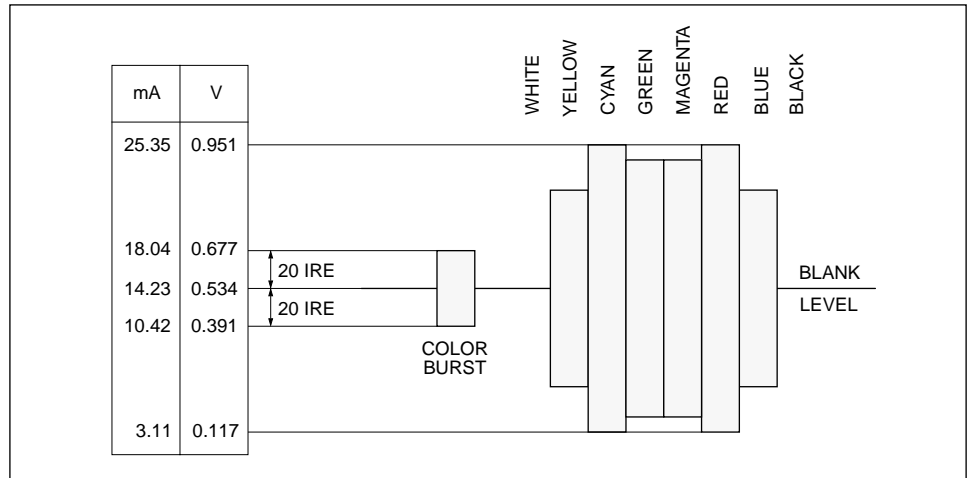 WHITE
YELLOW
CYAN
GREEN
MAGENTA
RED
BLUE
BLACK
mA V
25.35 0.951
18.04 0.677
20 IRE
14.23 0.534
20 IRE
10.42 0.391
3.11 0.117
COLOR
BURST
BLANK
LEVEL